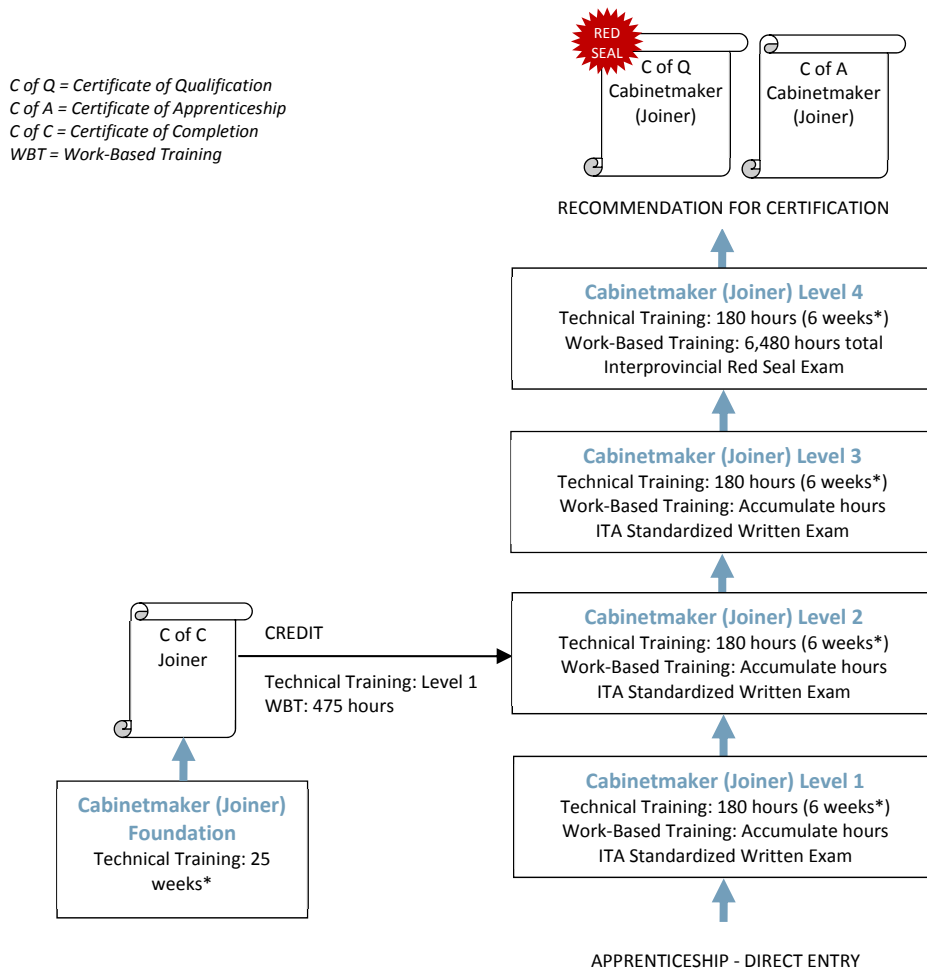 C of Q = Certificate of Qualification
C of A = Certificate of Apprenticeship
C of C = Certificate of Completion
WBT = Work-Based Training
RED
SEAL
C of Q
Cabinetmaker
(Joiner)
C of A
Cabinetmaker
(Joiner)
RECOMMENDATION FOR CERTIFICATION
Cabinetmaker (Joiner) Level 4
Technical Training: 180 hours (6 weeks*)
Work-Based Training: 6,480 hours total
Interprovincial Red Seal Exam
Cabinetmaker (Joiner) Level 3
Technical Training: 180 hours (6 weeks*)
Work-Based Training: Accumulate hours
ITA Standardized Written Exam
C of C
Joiner
CREDIT
Technical Training: Level 1
WBT: 475 hours
Cabinetmaker (Joiner) Level 2
Technical Training: 180 hours (6 weeks*)
Work-Based Training: Accumulate hours
ITA Standardized Written Exam
Cabinetmaker (Joiner)
Foundation
Technical Training: 25
weeks*
Cabinetmaker (Joiner) Level 1
Technical Training: 180 hours (6 weeks*)
Work-Based Training: Accumulate hours
ITA Standardized Written Exam
APPRENTICESHIP - DIRECT ENTRY